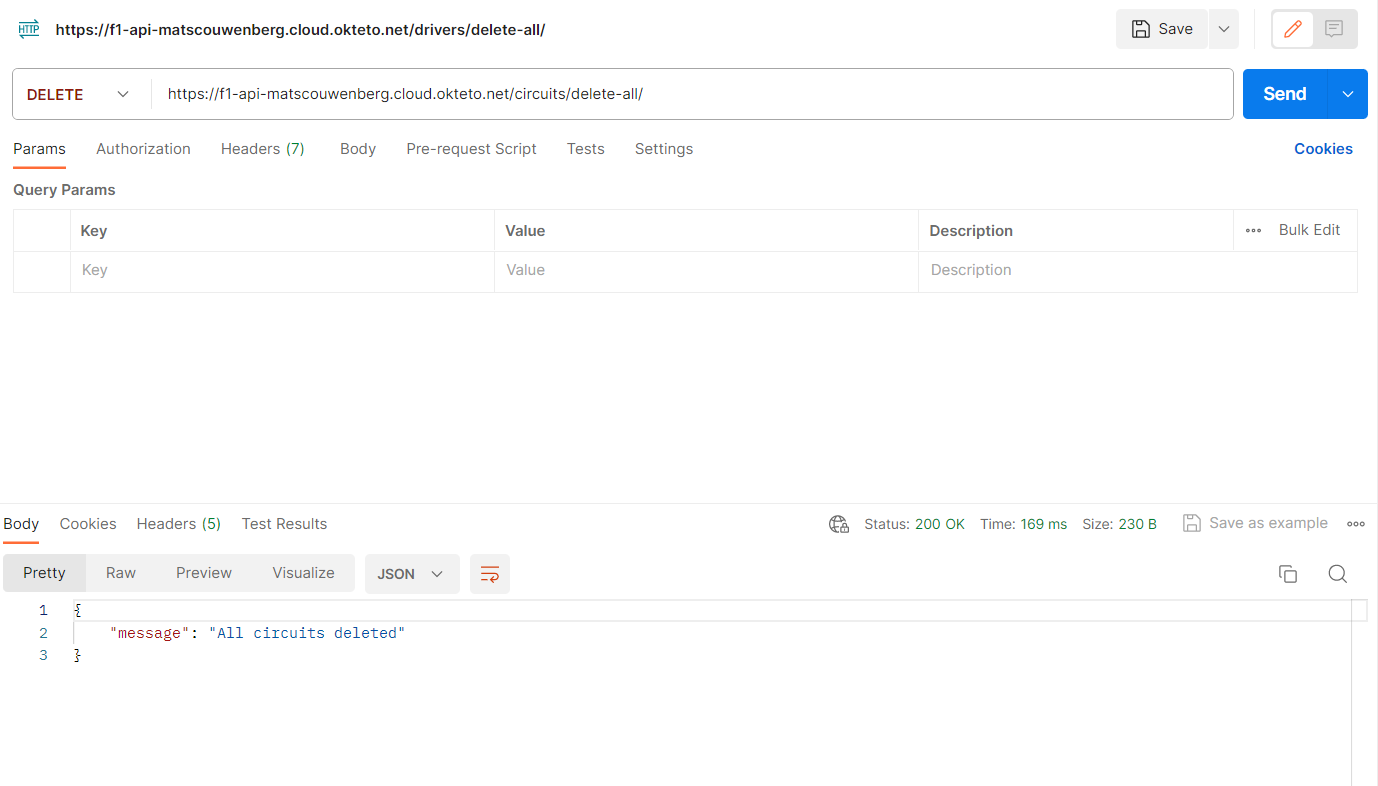 HTTP https://f1-api-matscouwenberg.cloud.okteto.net/drivers/delete-all/ Save
DELETE https://f1-api-matscouwenberg.cloud.okteto.net/circuits/delete-all/ Send
Params Authorization Headers (7) Body Pre-request Script Tests Settings Cookies
Query Params
Key Value Description ••• Bulk Edit
Key Value Description
Body Cookies Headers (5) Test Results Status: 200 OK Time: 169 ms Size: 230 B Save as example
Pretty Raw Preview Visualize JSON
1 {
2 "message": "All circuits deleted"
3 }